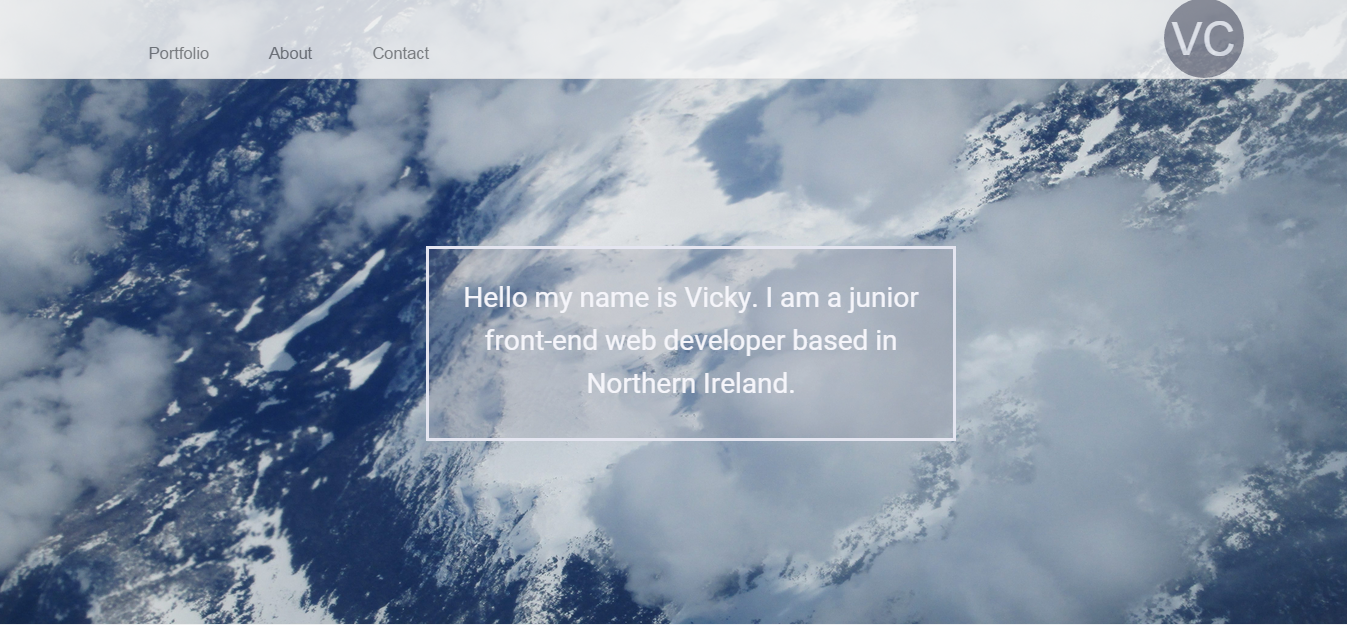 Portfolio About Contact VC
Hello my name is Vicky. I am a junior
front-end web developer based in
Northern Ireland.